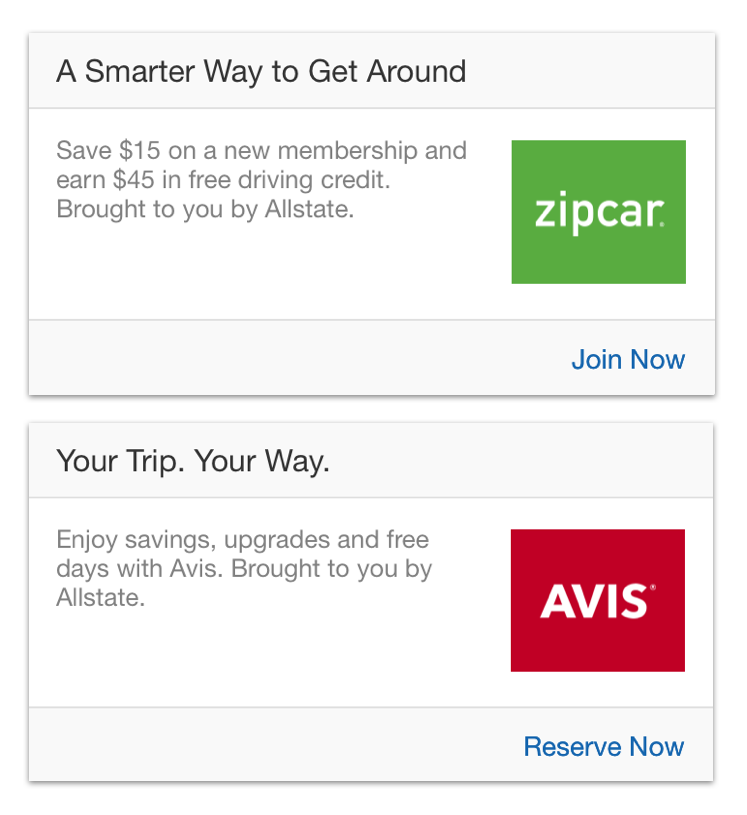 A Smarter Way to Get Around
Save $15 on a new membership and
earn $45 in free driving credit.
Brought to you by Allstate.
zipcar®
Join Now
Your Trip. Your Way.
Enjoy savings, upgrades and free
days with Avis. Brought to you by
Allstate.
AVIS®
Reserve Now